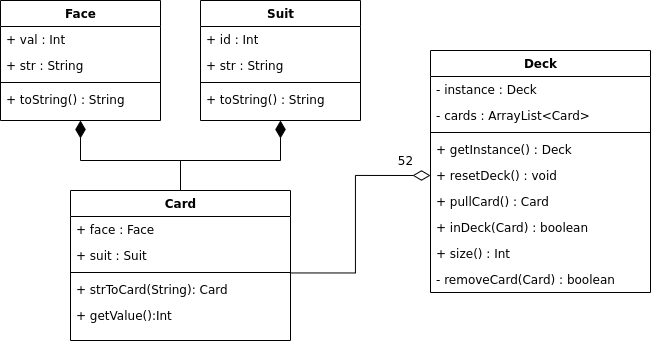 Face
+ val : Int
+ str : String
+ toString() : String
Suit
+ id : Int
+ str : String
+ toString() : String
Deck
- instance : Deck
- cards : ArrayList<Card>
+ getInstance() : Deck
+ resetDeck() : void
+ pullCard() : Card
+ inDeck(Card) : boolean
+ size() : Int
- removeCard(Card) : boolean
52
Card
+ face : Face
+ suit : Suit
+ strToCard(String): Card
+ getValue():Int